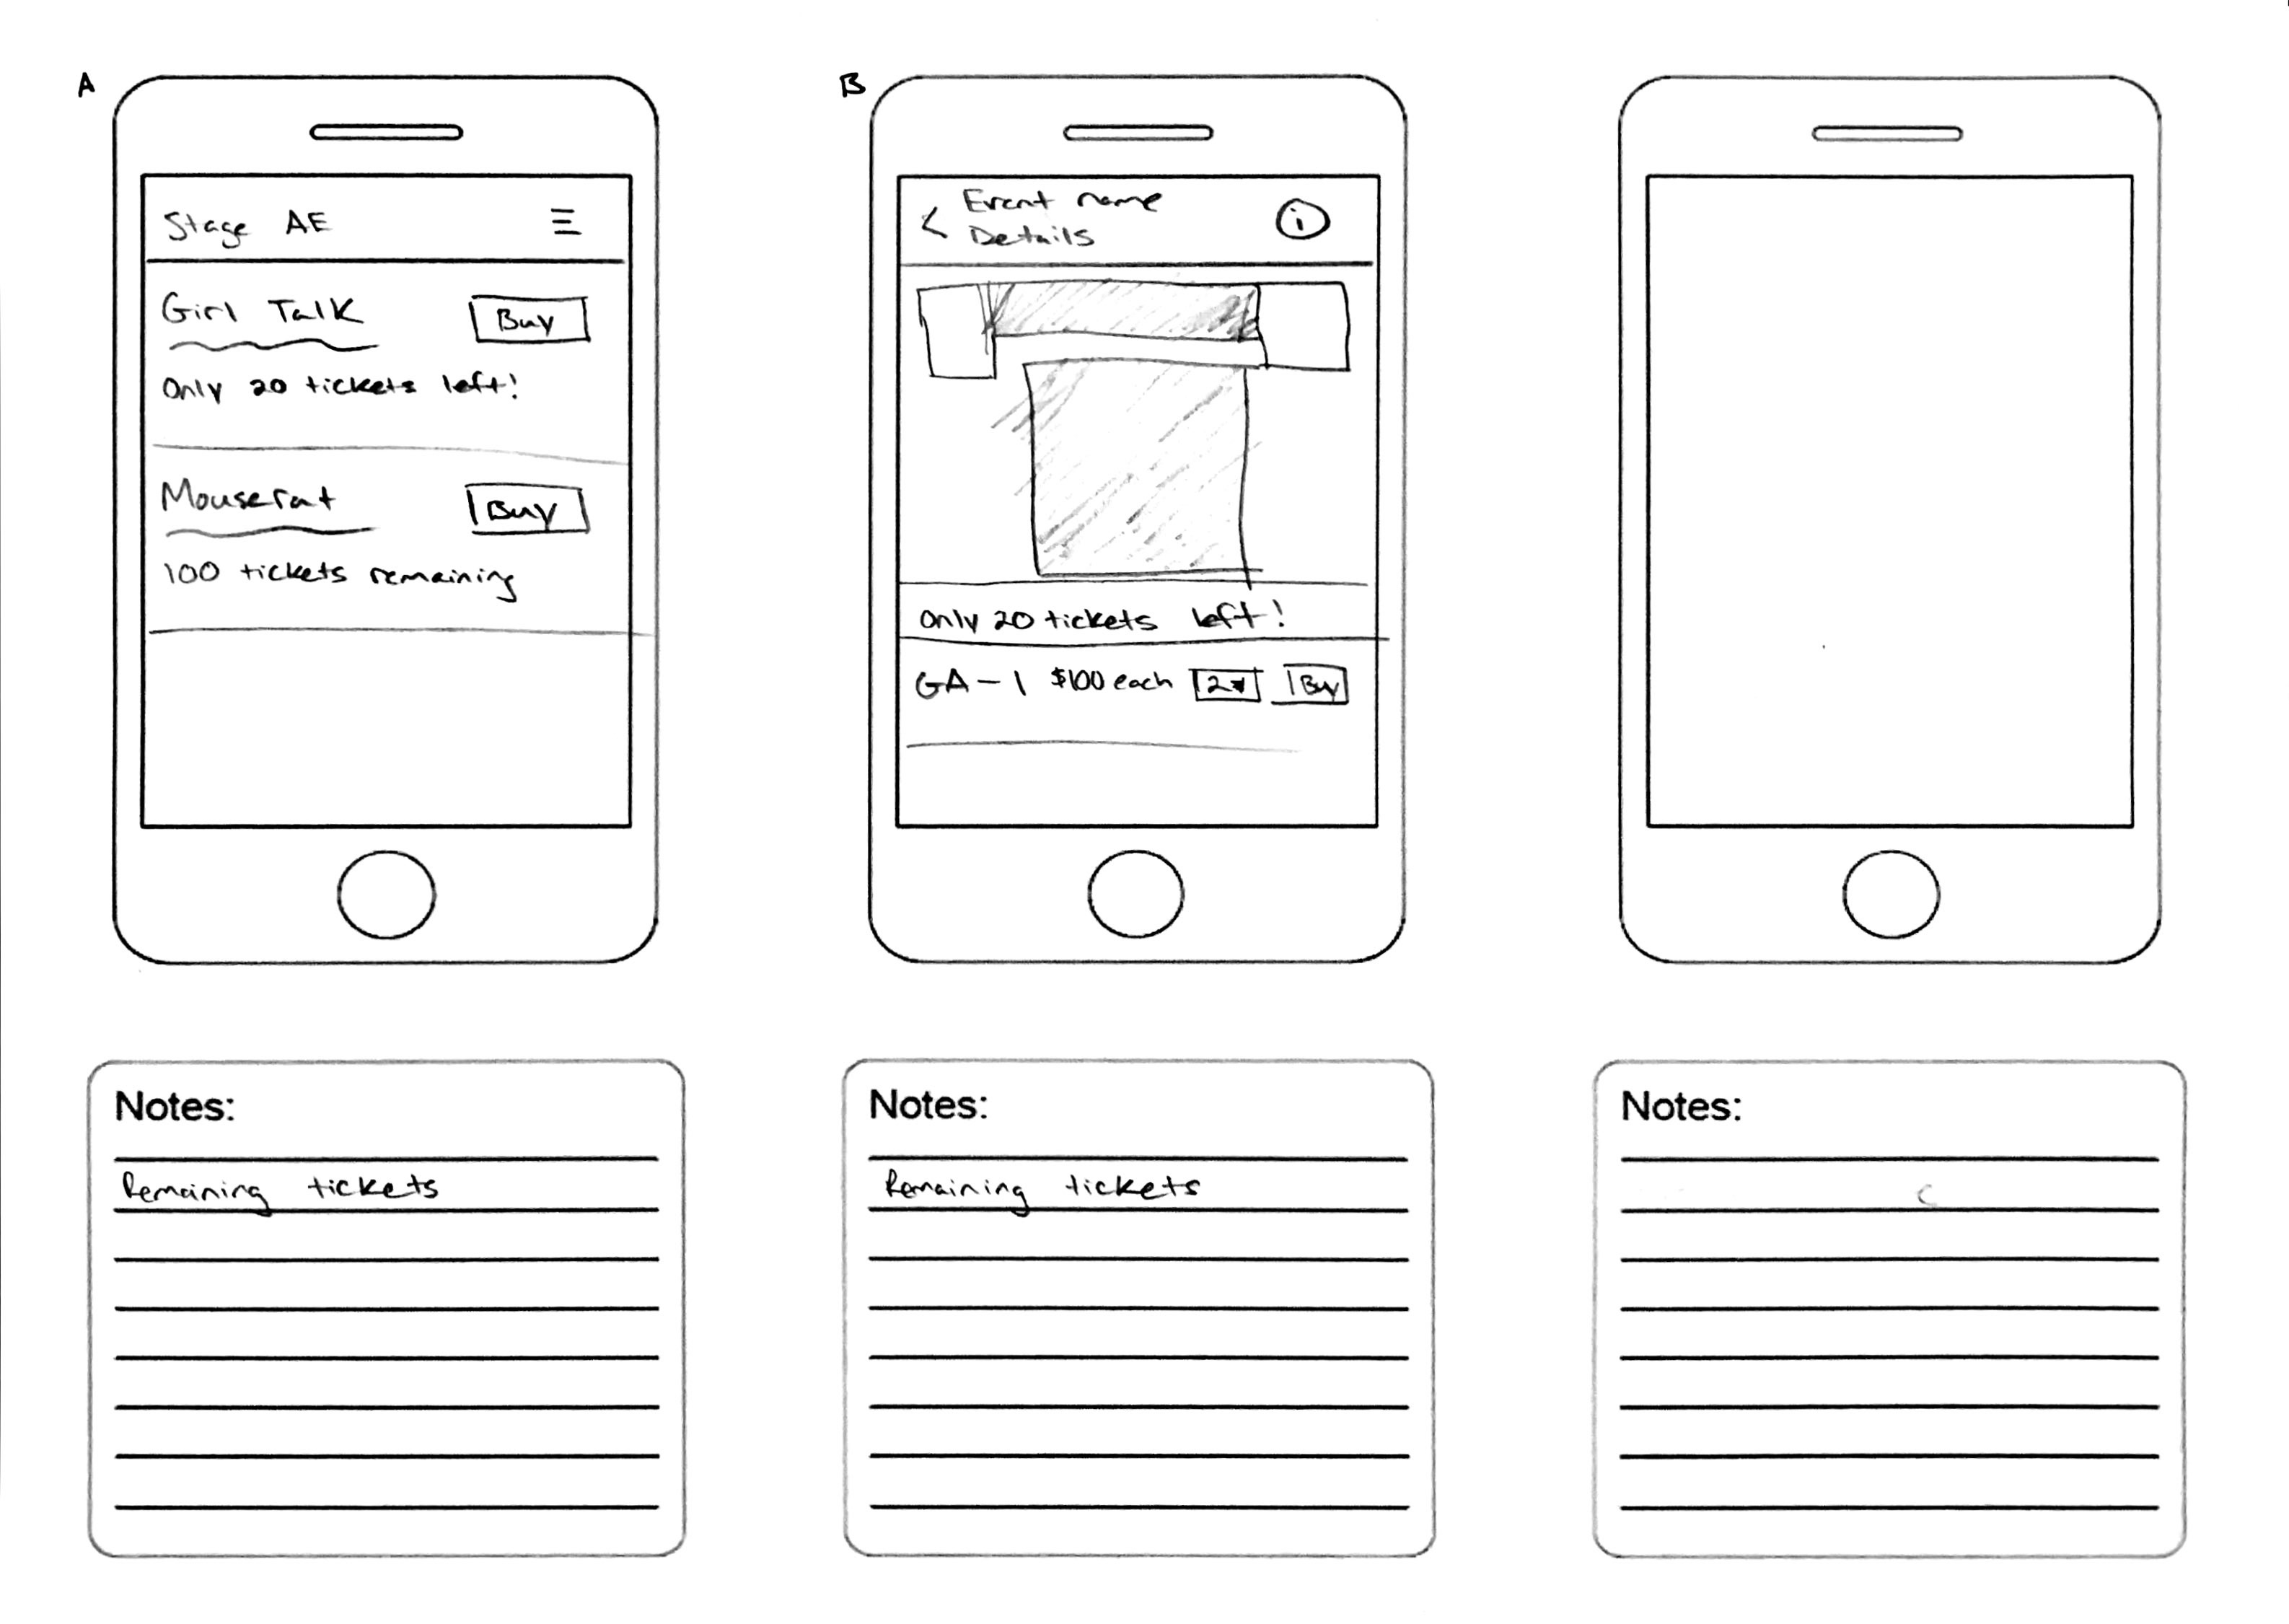 A
Stage AE
Girl Talk
Buy
Only 20 tickets left!
Mouserat
Buy
100 tickets remaining
Notes:
Remaining tickets
B
Event name
Details
i
Only 20 tickets left!
GA-1 $100 each 2 Buy
Notes:
Remaining tickets
Notes: